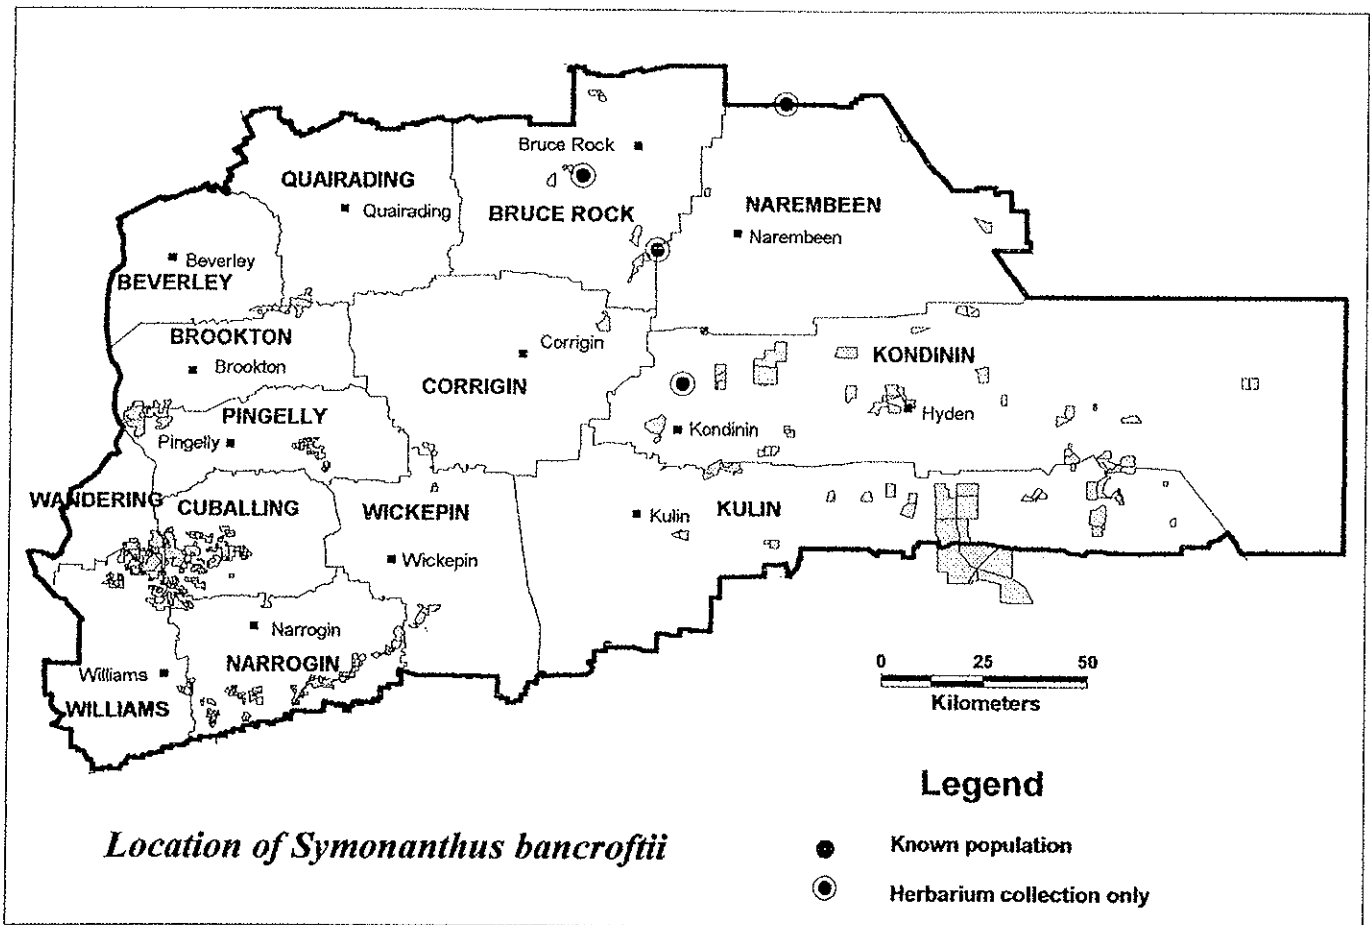 Bruce Rock
QUAIRADING
Quairading
BRUCE ROCK
NAREMBEEN
Narembeen
Beverley
BEVERLEY
BROOKTON
Brookton
Corrigin
CORRIGIN
KONDININ
Hyden
PINGELLY
Pingelly
Kondinin
WANDERING
CUBALLING
WICKEPIN
Wickepin
Kulin
KULIN
Narrogin
NARROGIN
Williams
WILLIAMS
0 25 50
Kilometers
Legend
Location of Symonanthus bancroftii
Known population
Herbarium collection only